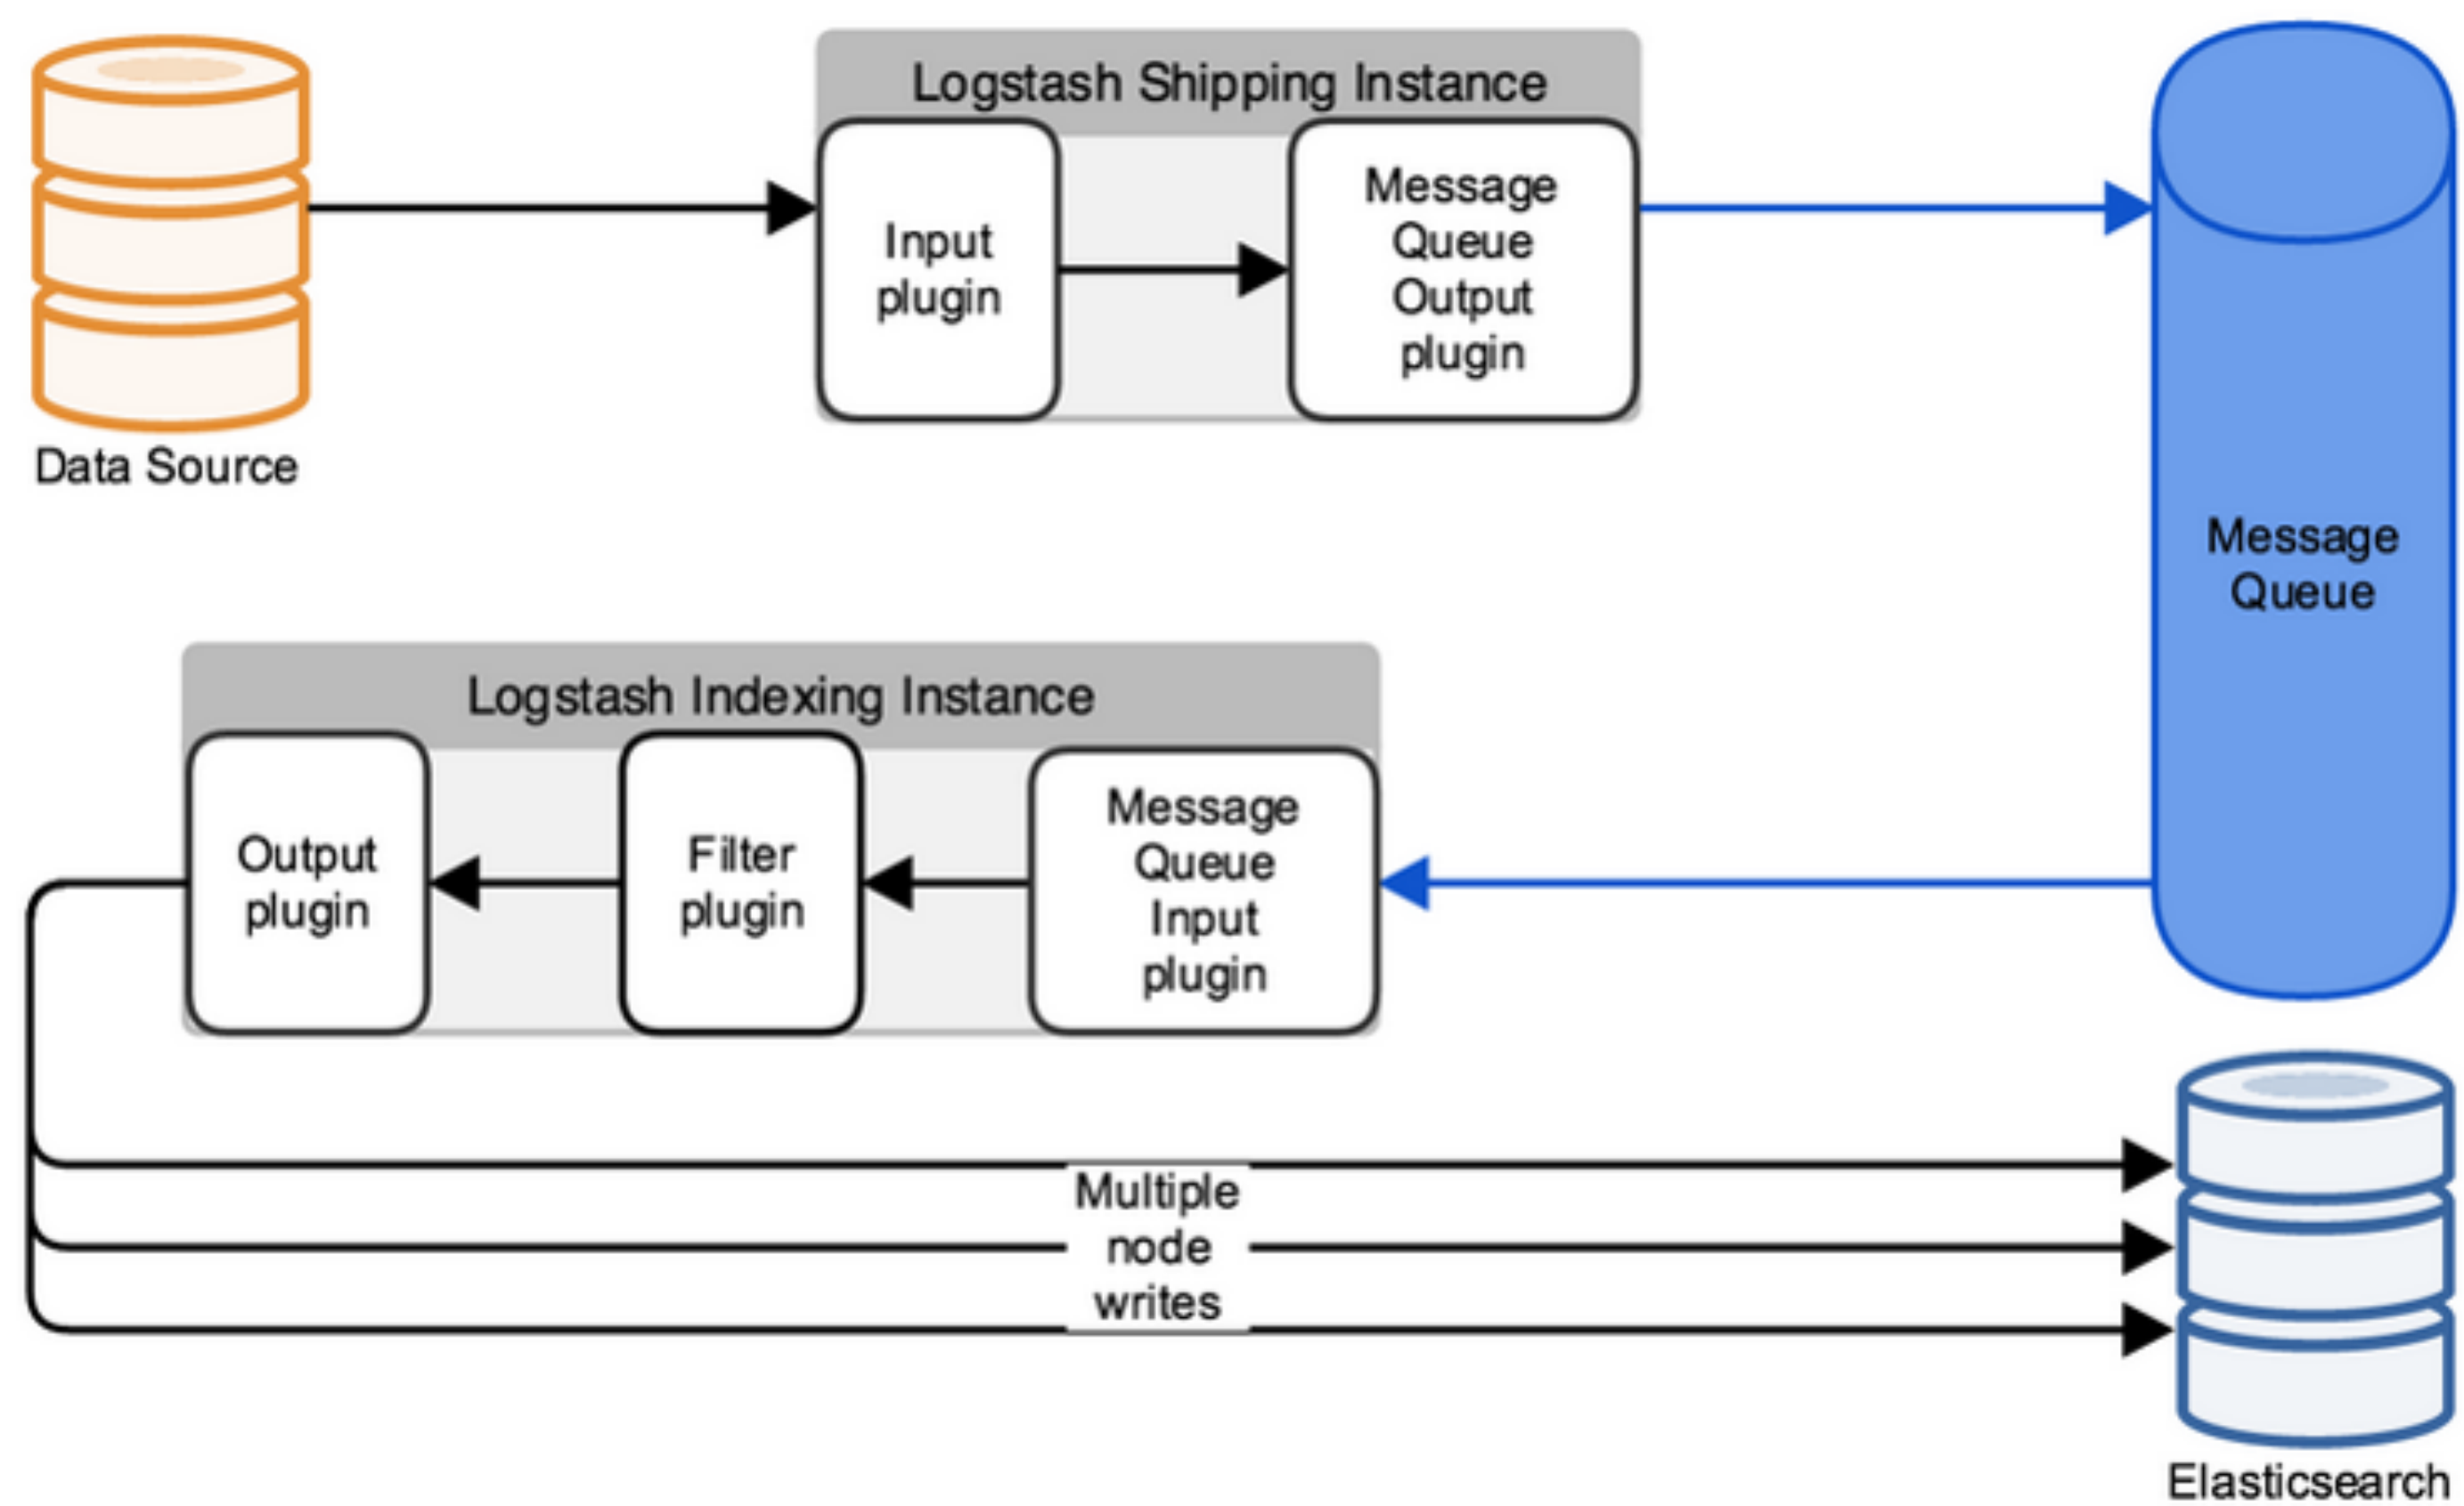 Logstash Shipping Instance
Input
plugin
Message
Queue
Output
plugin
Data Source
Message
Queue
Logstash Indexing Instance
Output
plugin
Filter
plugin
Message
Queue
Input
plugin
Multiple
node
writes
Elasticsearch